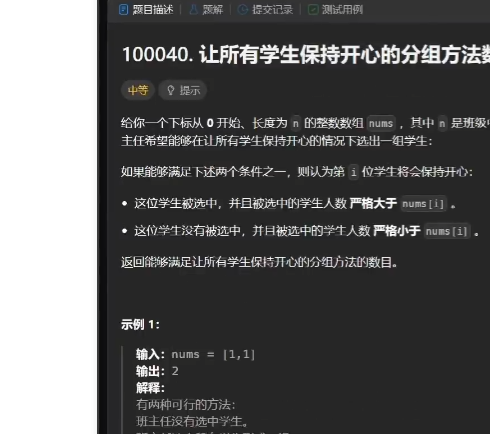 题目描述 题解 提交记录 测试用例
100040. 让所有学生保持开心的分组方法数
中等 提示
给你一个下标从 0 开始、长度为 n 的整数数组 nums ，其中 n 是班级中
主任希望能够在让所有学生保持开心的情况下选出一组学生：
如果能够满足下述两个条件之一，则认为第 i 位学生将会保持开心：
• 这位学生被选中，并且被选中的学生人数 严格大于 nums[i] 。
• 这位学生没有被选中，并且被选中的学生人数 严格小于 nums[i] 。
返回能够满足让所有学生保持开心的分组方法的数目。
示例 1：
输入：nums = [1,1]
输出：2
解释：
有两种可行的方法：
班主任没有选中学生。